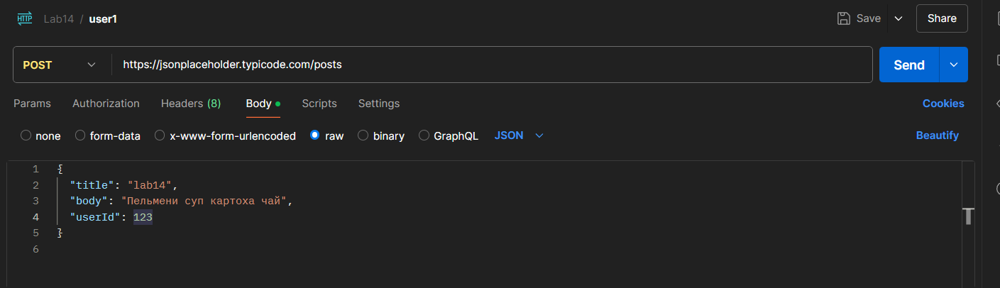 HTTP Lab14 / user1 Save Share
POST https://jsonplaceholder.typicode.com/posts Send
Params Authorization Headers (8) Body Scripts Settings Cookies
none form-data x-www-form-urlencoded raw binary GraphQL JSON Beautify
1 {
2 "title": "lab14",
3 "body": "Пельмени суп картоха чай",
4 "userId": 123
5 }
6